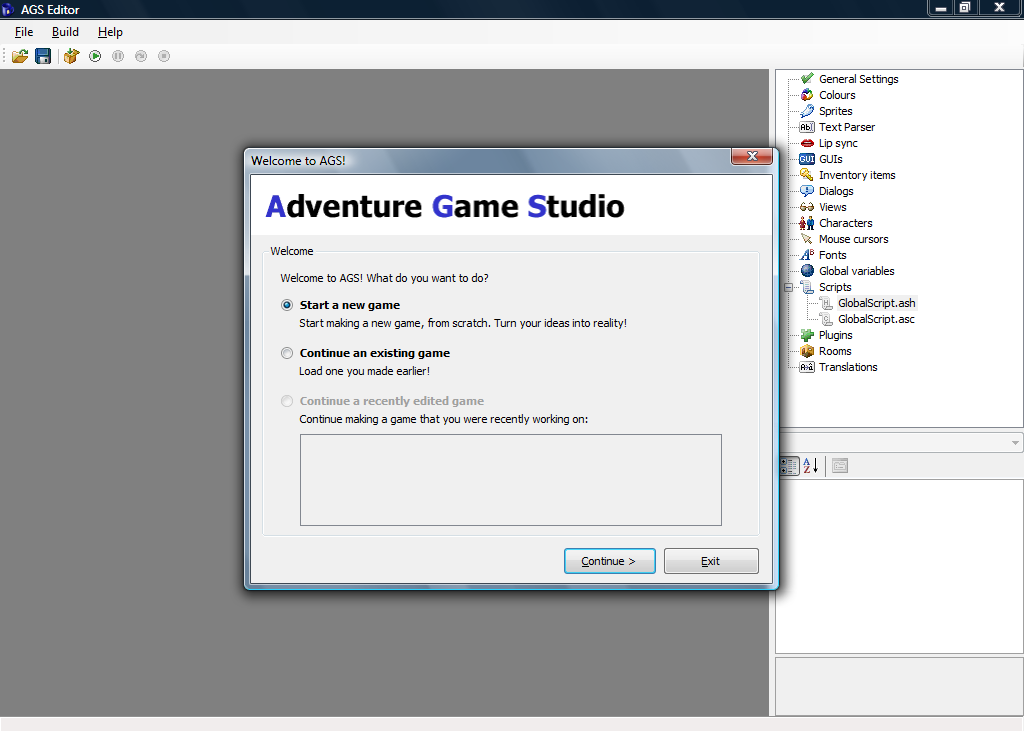 AGS Editor
File Build Help
General Settings
Colours
Sprites
Text Parser
Lip sync
GUIs
Inventory items
Dialogs
Views
Characters
Mouse cursors
Fonts
Global variables
Scripts
GlobalScript.ash
GlobalScript.asc
Plugins
Rooms
Translations
Welcome to AGS!
Adventure Game Studio
Welcome
Welcome to AGS! What do you want to do?
Start a new game
Start making a new game, from scratch. Turn your ideas into reality!
Continue an existing game
Load one you made earlier!
Continue a recently edited game
Continue making a game that you were recently working on:
Continue > Exit